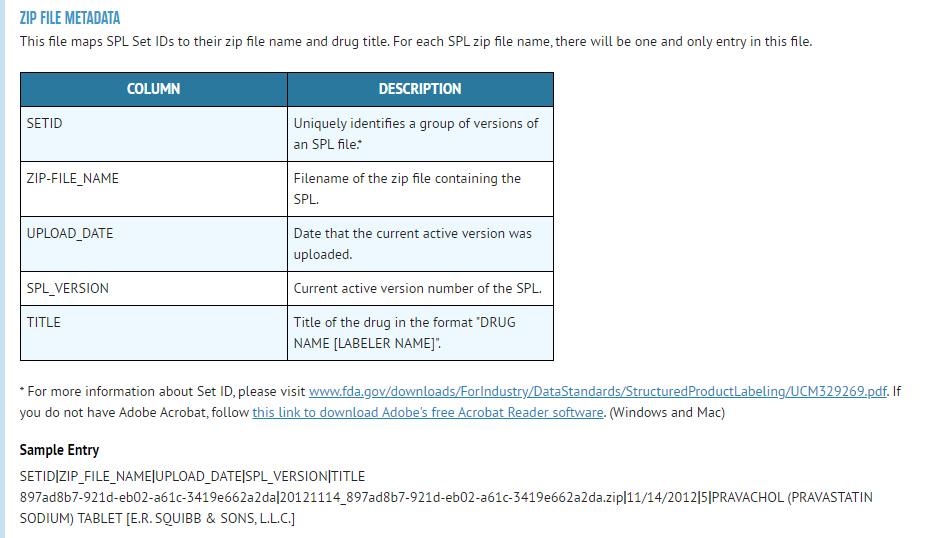 ZIP FILE METADATA
This file maps SPL Set IDs to their zip file name and drug title. For each SPL zip file name, there will be one and only entry in this file.
COLUMN DESCRIPTION
SETID Uniquely identifies a group of versions of
an SPL file.*
ZIP-FILE_NAME Filename of the zip file containing the
SPL.
UPLOAD_DATE Date that the current active version was
uploaded.
SPL_VERSION Current active version number of the SPL.
TITLE Title of the drug in the format "DRUG
NAME [LABELER NAME]".
* For more information about Set ID, please visit www.fda.gov/downloads/ForIndustry/DataStandards/StructuredProductLabeling/UCM329269.pdf. If
you do not have Adobe Acrobat, follow this link to download Adobe's free Acrobat Reader software. (Windows and Mac)
Sample Entry
SETID|ZIP_FILE_NAME|UPLOAD_DATE|SPL_VERSION|TITLE
897ad8b7-921d-eb02-a61c-3419e662a2da|20121114_897ad8b7-921d-eb02-a61c-3419e662a2da.zip|11/14/2012|5|PRAVACHOL (PRAVASTATIN
SODIUM) TABLET [E.R. SQUIBB & SONS, L.L.C.]